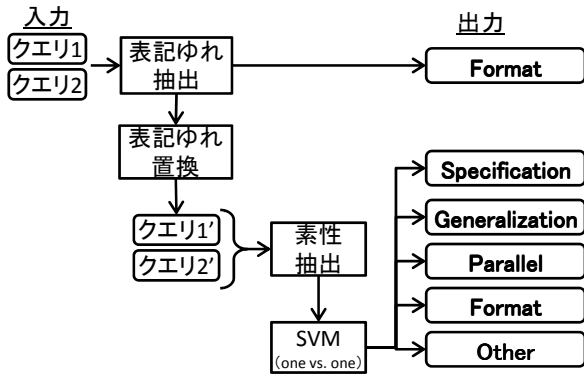 入力
出力
クエリ1
クエリ2
表記ゆれ
抽出
Format
表記ゆれ
置換
Specification
クエリ1’
クエリ2’
素性
抽出
Generalization
Parallel
Format
SVM
(one vs. one)
Other